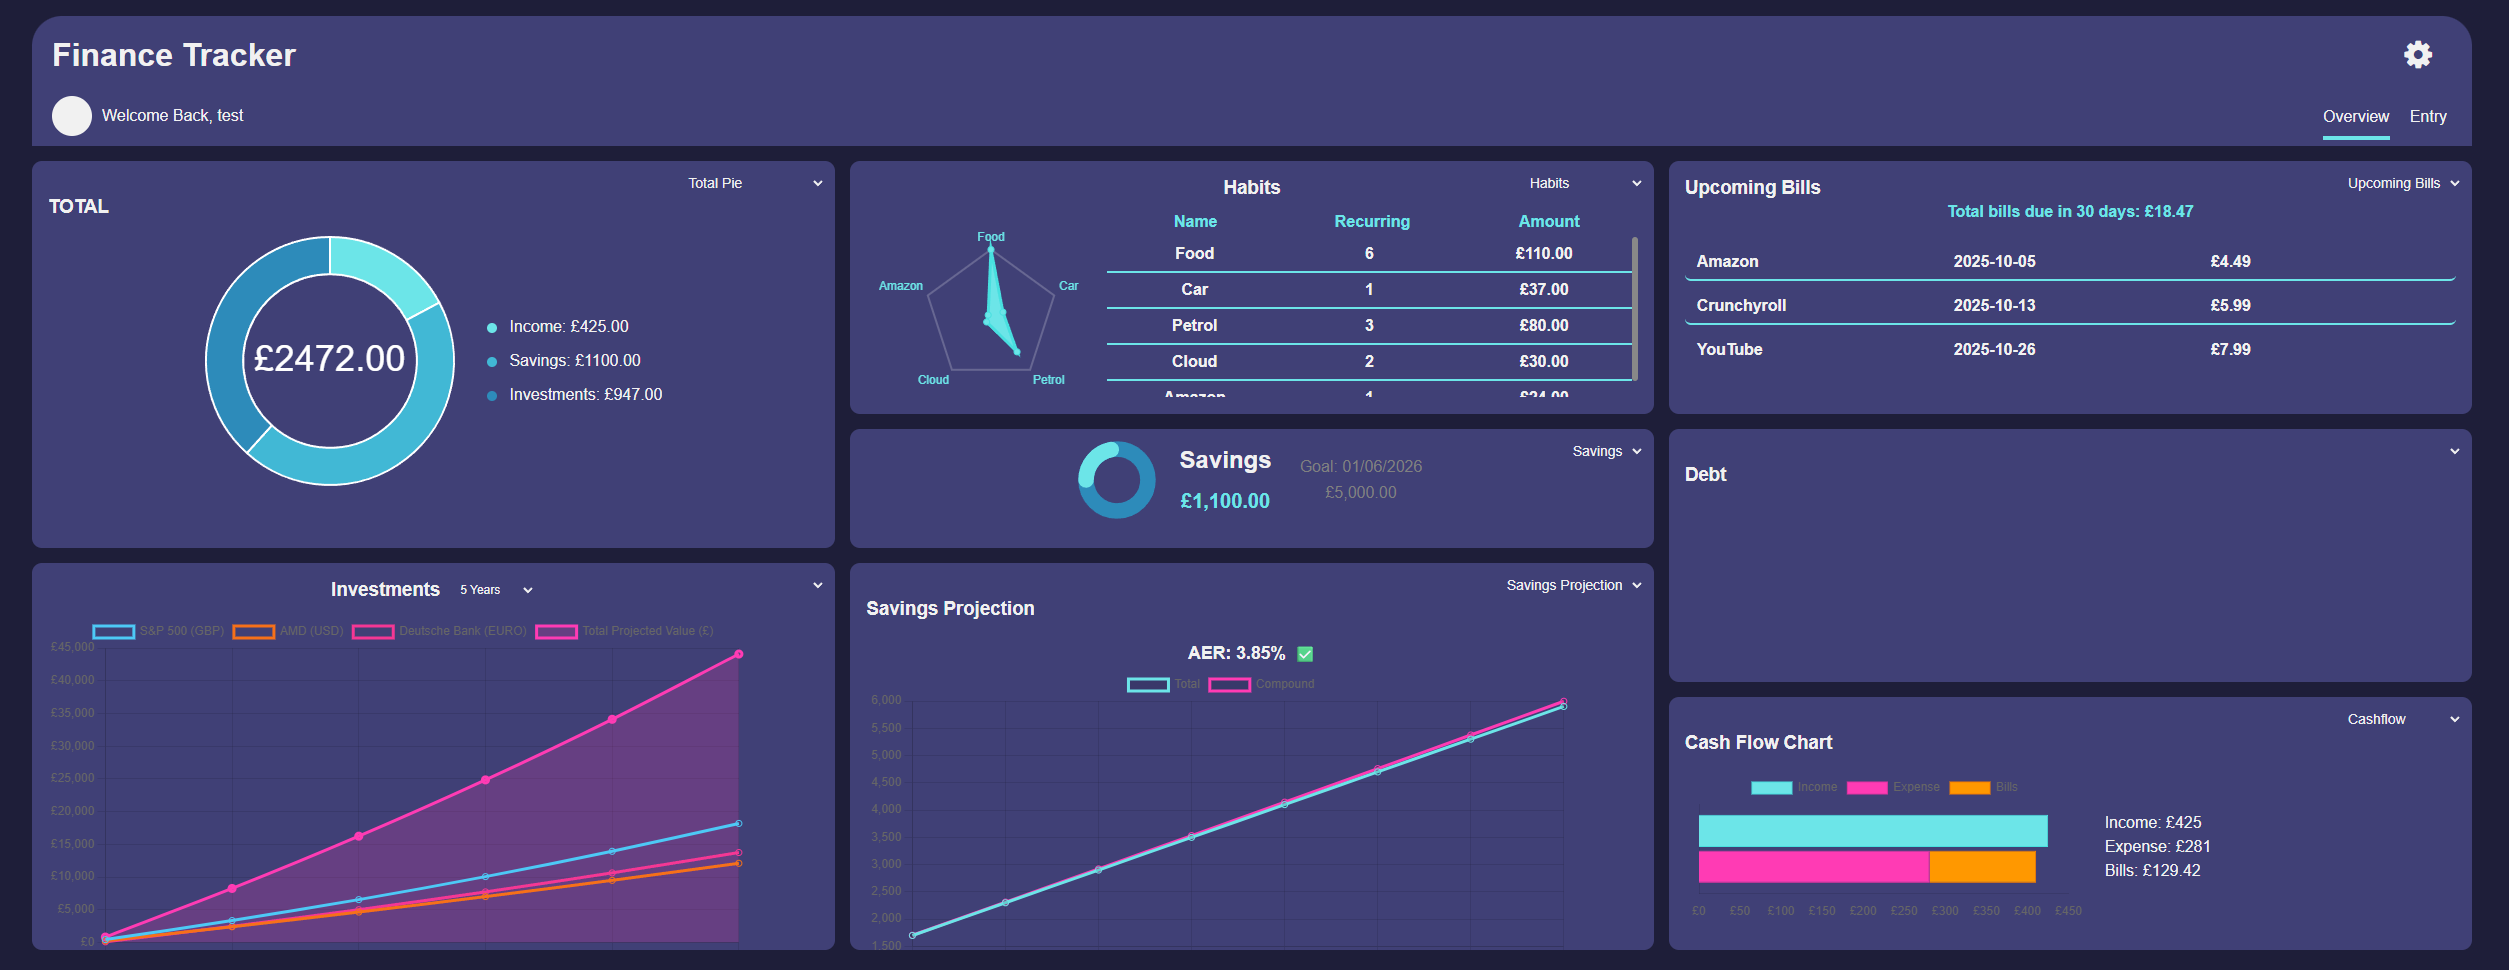 Finance Tracker
Welcome Back, test
Overview Entry
Total Pie
TOTAL
£2472.00
Income: £425.00
Savings: £1100.00
Investments: £947.00
Habits
Habits
Name Recurring Amount
Food 6 £110.00
Car 1 £37.00
Petrol 3 £80.00
Cloud 2 £30.00
Amazon 1 £24.00
Food
Car
Petrol
Cloud
Amazon
Upcoming Bills
Upcoming Bills
Total bills due in 30 days: £18.47
Amazon 2025-10-05 £4.49
Crunchyroll 2025-10-13 £5.99
YouTube 2025-10-26 £7.99
Savings
£1,100.00
Goal: 01/06/2026
£5,000.00
Savings
Debt
Investments 5 Years
S&P 500 (GBP) AMD (USD) Deutsche Bank (EURO) Total Projected Value (£)
£45,000
£40,000
£35,000
£30,000
£25,000
£20,000
£15,000
£10,000
£5,000
£0
Savings Projection
Savings Projection
AER: 3.85%
Total Compound
6,000
5,500
5,000
4,500
4,000
3,500
3,000
2,500
2,000
1,500
Cashflow
Cash Flow Chart
Income Expense Bills
Income: £425
Expense: £281
Bills: £129.42
£0 £50 £100 £150 £200 £250 £300 £350 £400 £450